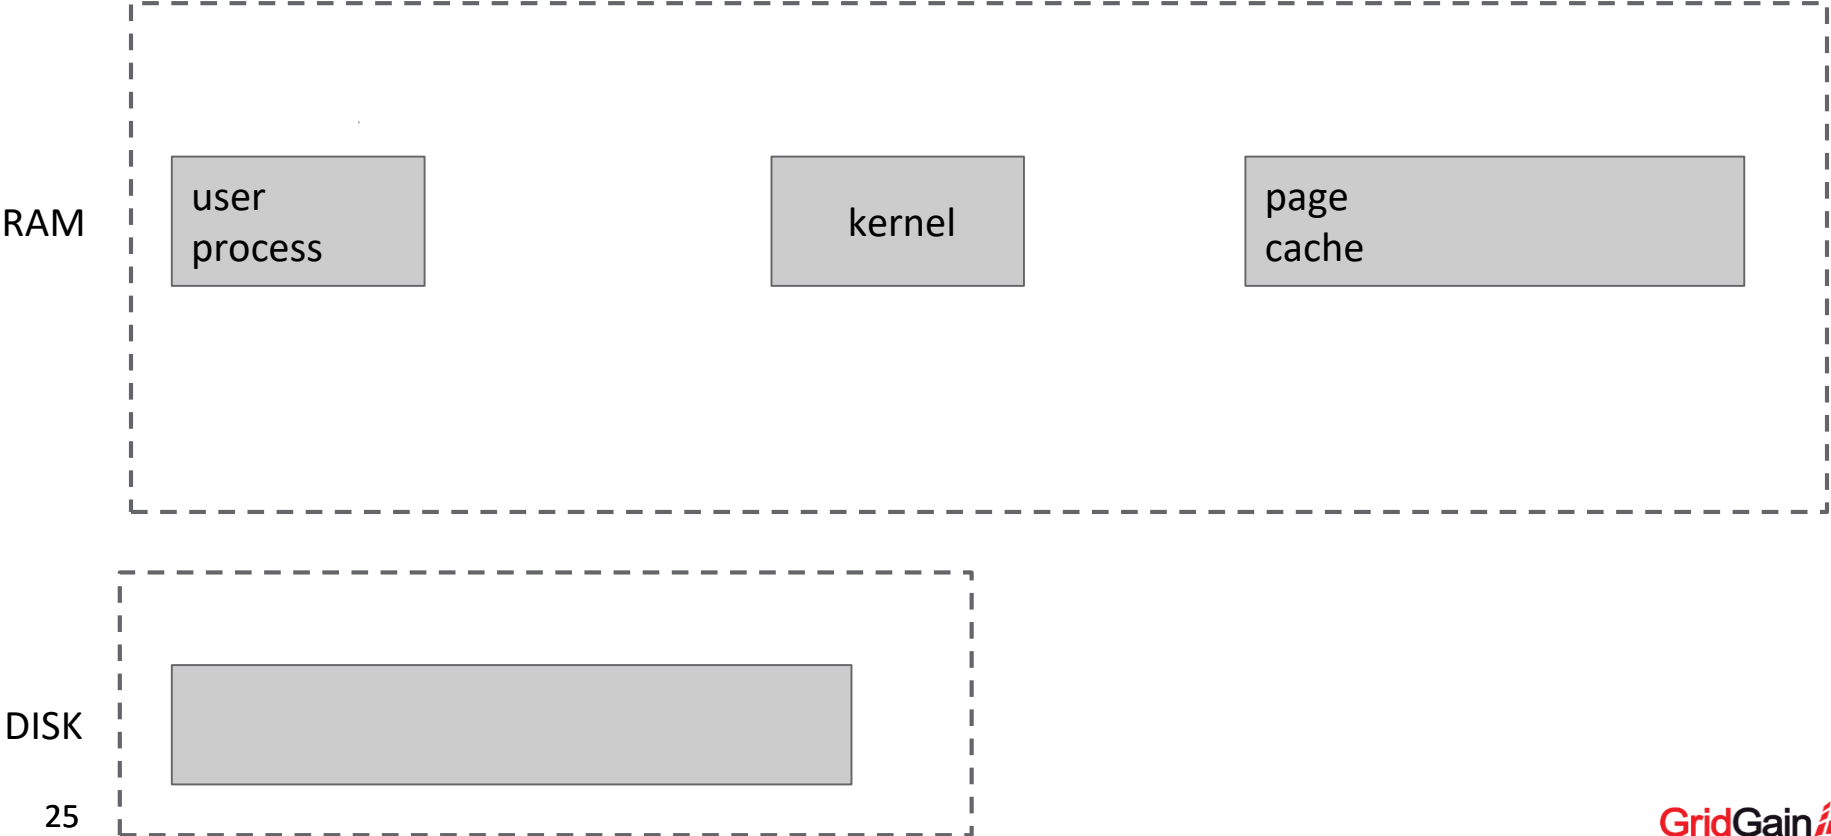 RAM
user
process
kernel
page
cache
DISK
25
GridGain